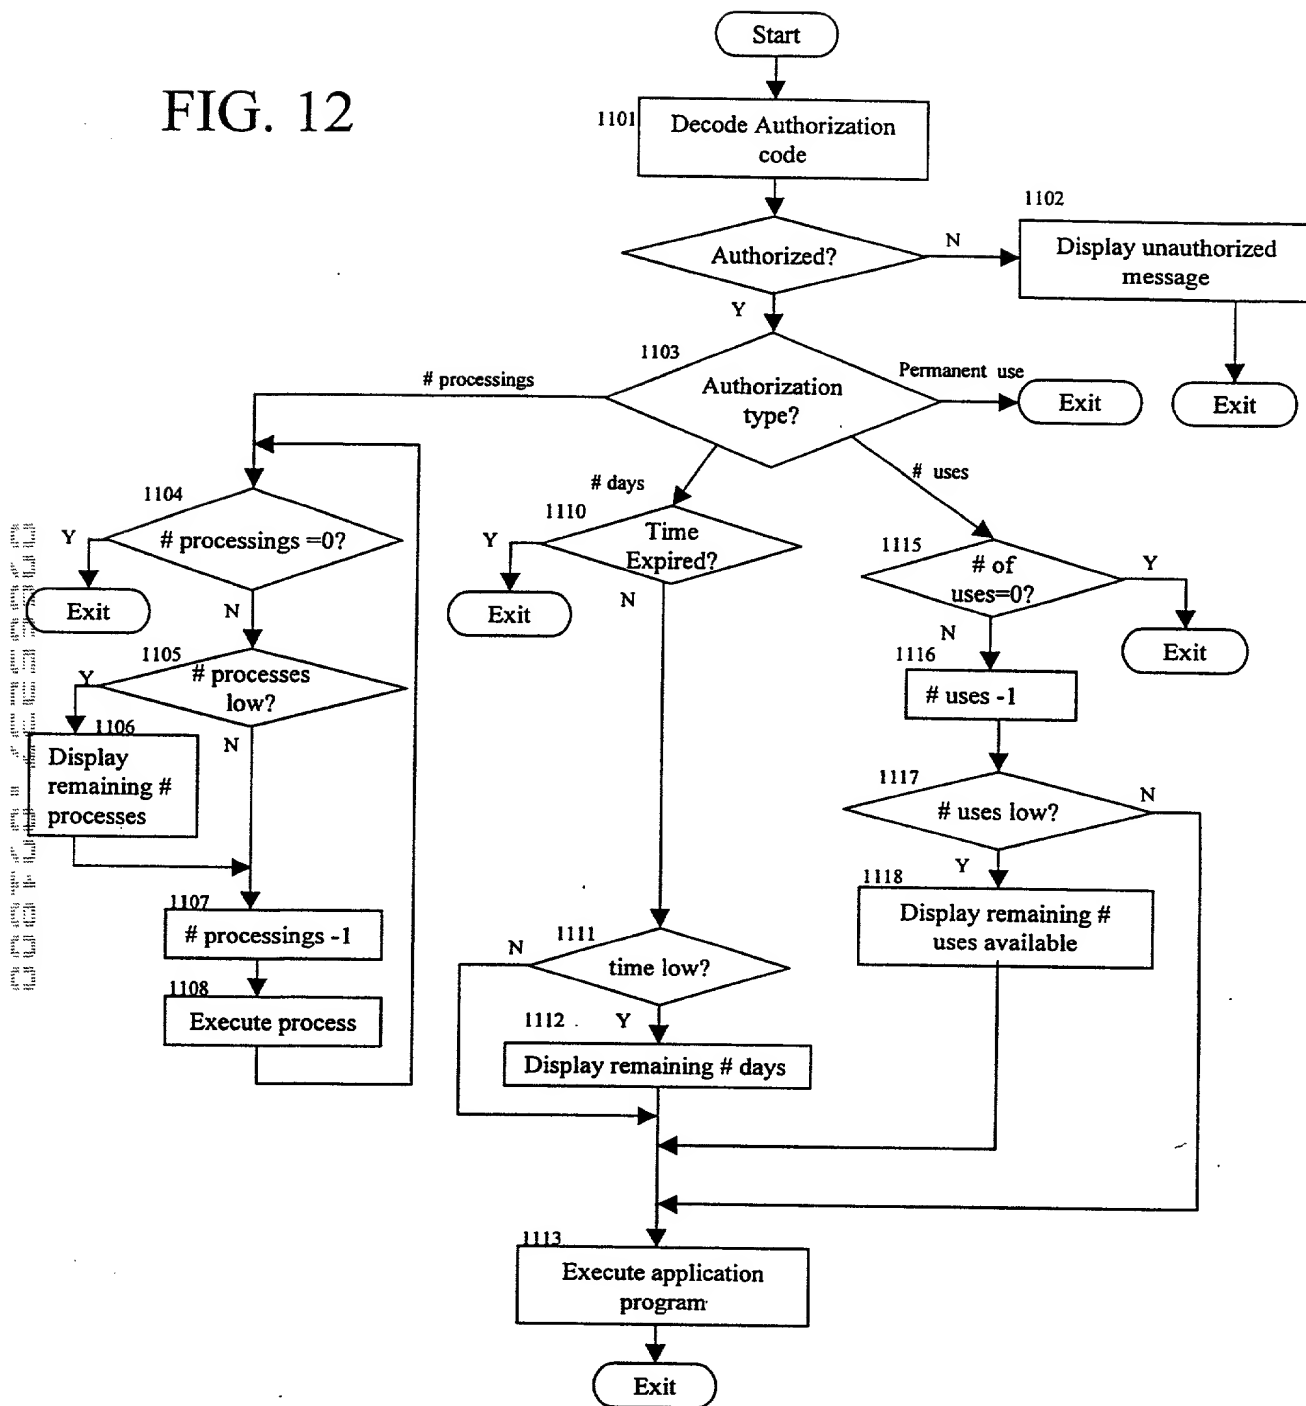 FIG. 12
Start
1101
Decode Authorization
code
1102
Authorized?
N
Display unauthorized
message
Y
1103
# processings
Authorization
type?
Permanent use
Exit
Exit
# days
# uses
1104
# processings =0?
Y
Exit
N
1110
Time
Expired?
Y
Exit
N
1115
# of
uses=0?
Y
Exit
N
1105
# processes
low?
Y
N
1106
Display
remaining #
processes
1116
# uses -1
1117
# uses low?
N
Y
1118
Display remaining #
uses available
1107
# processings -1
1108
Execute process
1111
time low?
N
Y
1112
Display remaining # days
1113
Execute application
program
Exit